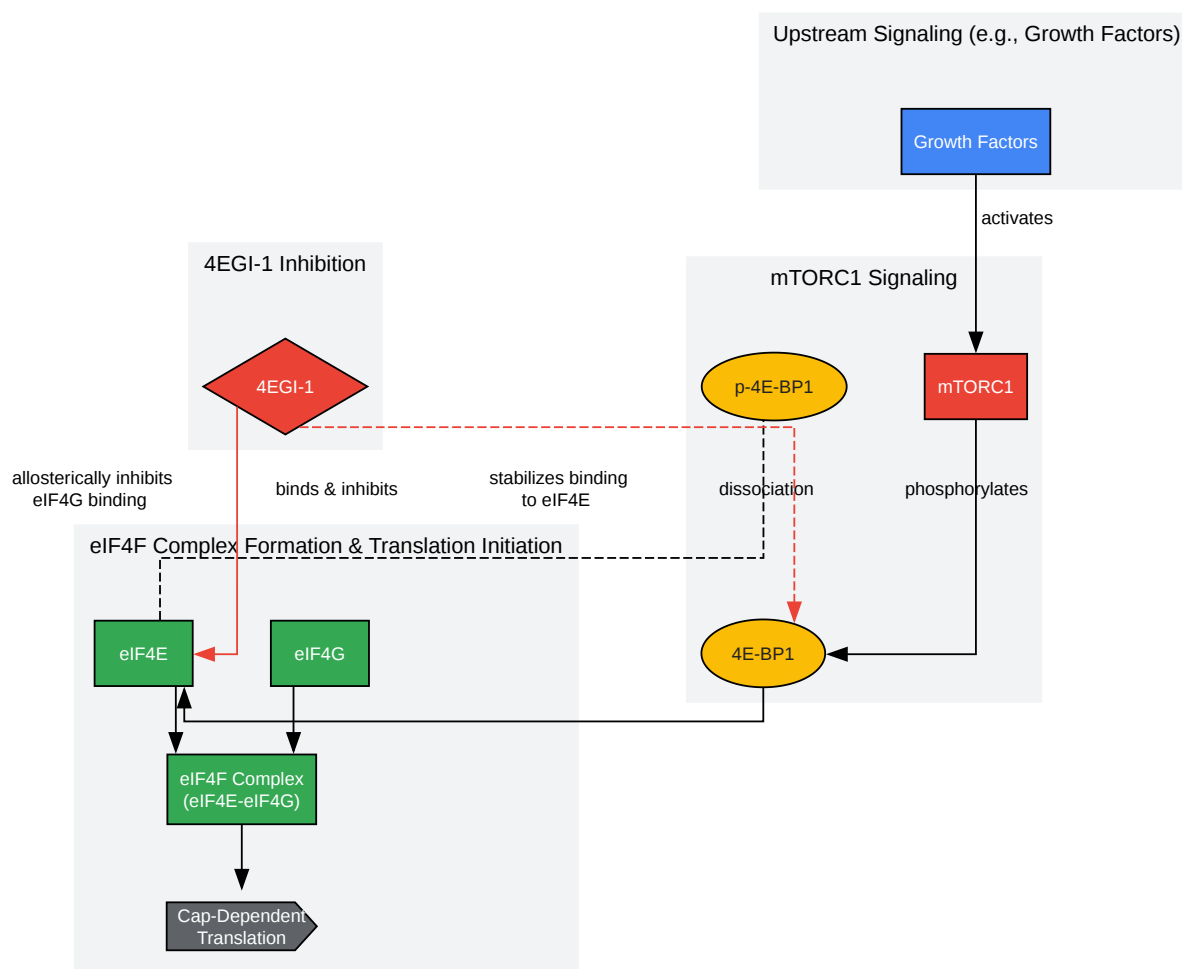 Upstream Signaling (e.g., Growth Factors)
Growth Factors
activates
4EGI-1 Inhibition
mTORC1 Signaling
4EGI-1
p-4E-BP1
mTORC1
allosterically inhibits
eIF4G binding
binds & inhibits
stabilizes binding
to eIF4E
dissociation
phosphorylates
eIF4F Complex Formation & Translation Initiation
eIF4E
eIF4G
4E-BP1
eIF4F Complex
(eIF4E-eIF4G)
Cap-Dependent
Translation